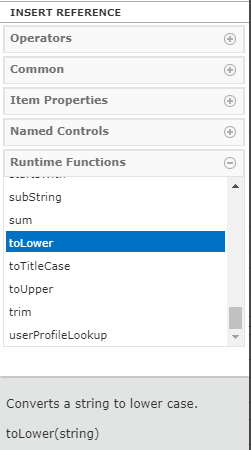 INSERT REFERENCE
Operators
Common
Item Properties
Named Controls
Runtime Functions
subString
sum
toLower
toTitleCase
toUpper
trim
userProfileLookup
Converts a string to lower case.
toLower(string)